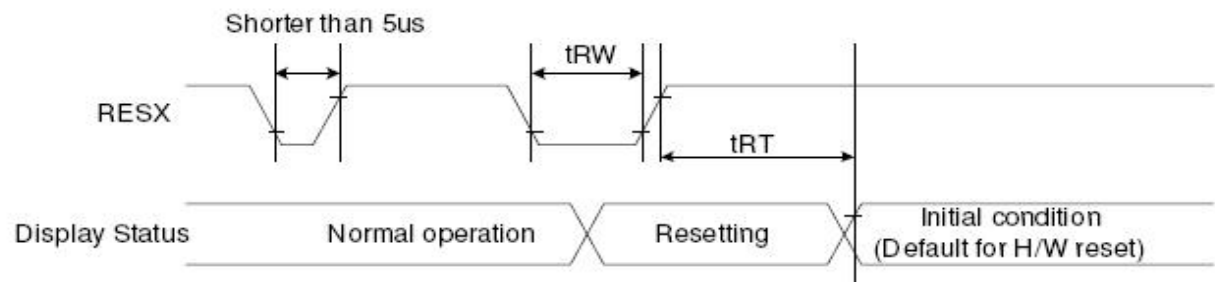 Shorter than 5us
tRW
RESX
tRT
Display Status
Normal operation
Resetting
Initial condition
(Default for H/W reset)